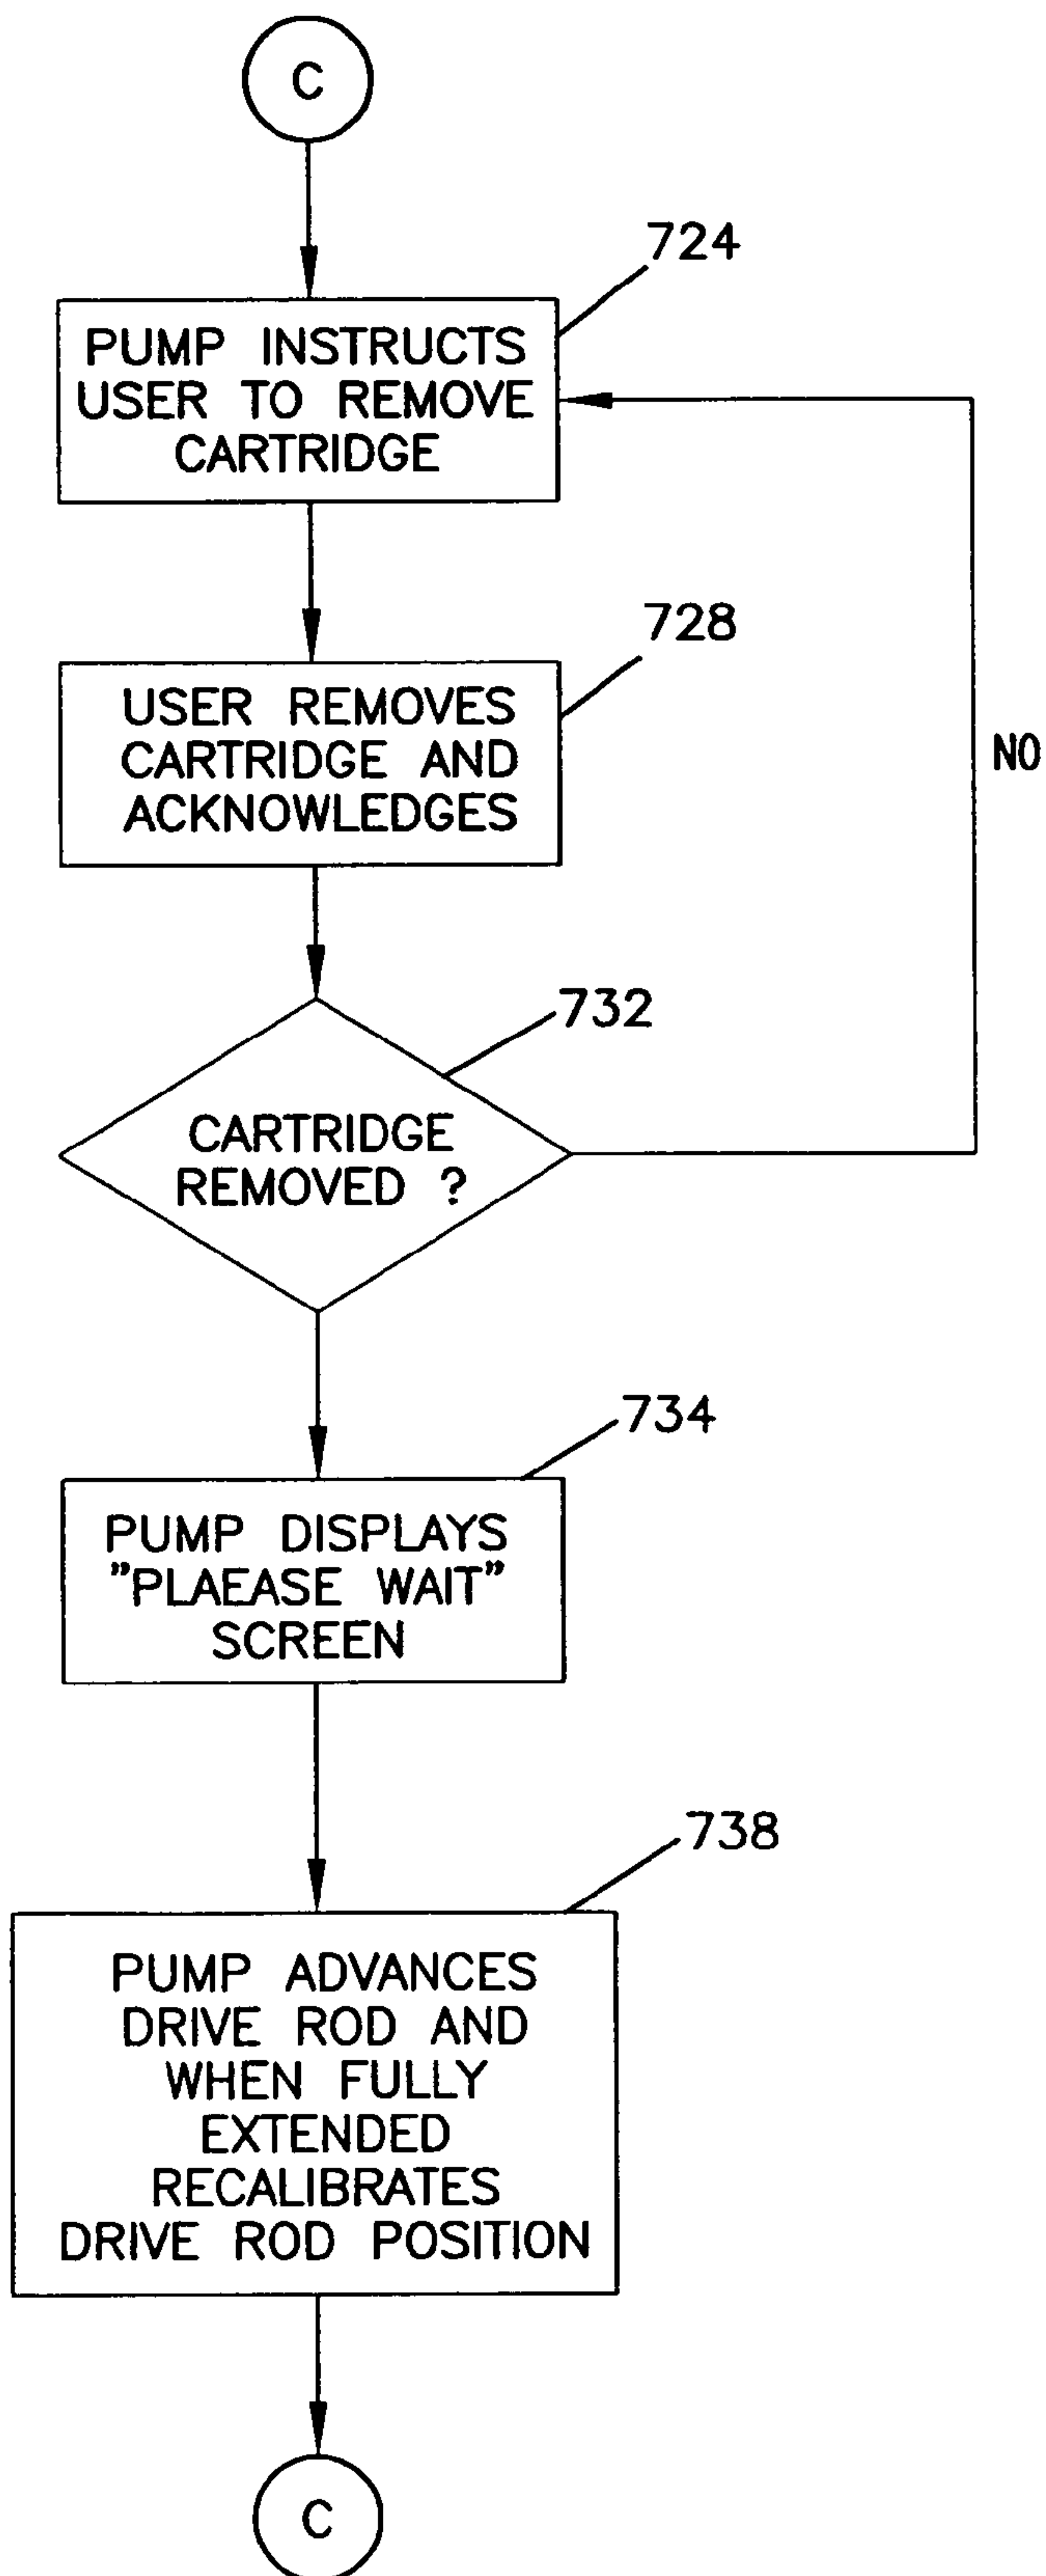 C
724
PUMP INSTRUCTS
USER TO REMOVE
CARTRIDGE
728
USER REMOVES
CARTRIDGE AND
ACKNOWLEDGES
NO
732
CARTRIDGE
REMOVED ?
734
PUMP DISPLAYS
"PLAEASE WAIT"
SCREEN
738
PUMP ADVANCES
DRIVE ROD AND
WHEN FULLY
EXTENDED
RECALIBRATES
DRIVE ROD POSITION
C